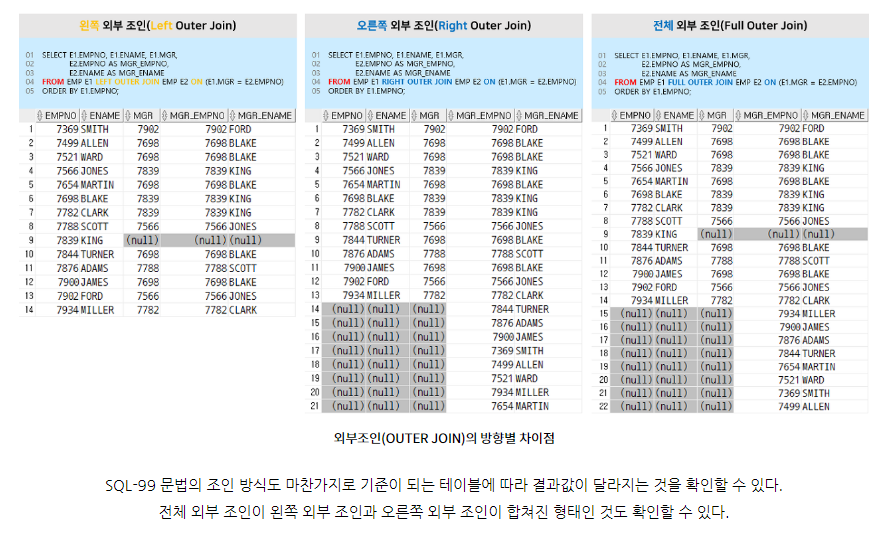 왼쪽 외부 조인(Left Outer Join)
01 SELECT E1.EMPNO, E1.ENAME, E1.MGR,
02 E2.EMPNO AS MGR_EMPNO,
03 E2.ENAME AS MGR_ENAME
04 FROM EMP E1 LEFT OUTER JOIN EMP E2 ON (E1.MGR = E2.EMPNO)
05 ORDER BY E1.EMPNO;
EMPNO ENAME MGR MGR_EMPNO MGR_ENAME
1 7369 SMITH 7902 7902 FORD
2 7499 ALLEN 7698 7698 BLAKE
3 7521 WARD 7698 7698 BLAKE
4 7566 JONES 7839 7839 KING
5 7654 MARTIN 7698 7698 BLAKE
6 7698 BLAKE 7839 7839 KING
7 7782 CLARK 7839 7839 KING
8 7788 SCOTT 7566 7566 JONES
9 7839 KING (null) (null) (null)
10 7844 TURNER 7698 7698 BLAKE
11 7876 ADAMS 7788 7788 SCOTT
12 7900 JAMES 7698 7698 BLAKE
13 7902 FORD 7566 7566 JONES
14 7934 MILLER 7782 7782 CLARK
오른쪽 외부 조인(Right Outer Join)
01 SELECT E1.EMPNO, E1.ENAME, E1.MGR,
02 E2.EMPNO AS MGR_EMPNO,
03 E2.ENAME AS MGR_ENAME
04 FROM EMP E1 RIGHT OUTER JOIN EMP E2 ON (E1.MGR = E2.EMPNO)
05 ORDER BY E1.EMPNO;
EMPNO ENAME MGR MGR_EMPNO MGR_ENAME
1 7369 SMITH 7902 7902 FORD
2 7499 ALLEN 7698 7698 BLAKE
3 7521 WARD 7698 7698 BLAKE
4 7566 JONES 7839 7839 KING
5 7654 MARTIN 7698 7698 BLAKE
6 7698 BLAKE 7839 7839 KING
7 7782 CLARK 7839 7839 KING
8 7788 SCOTT 7566 7566 JONES
9 7844 TURNER 7698 7698 BLAKE
10 7876 ADAMS 7788 7788 SCOTT
11 7900 JAMES 7698 7698 BLAKE
12 7902 FORD 7566 7566 JONES
13 7934 MILLER 7782 7782 CLARK
14 (null) (null) (null) 7844 TURNER
15 (null) (null) (null) 7876 ADAMS
16 (null) (null) (null) 7900 JAMES
17 (null) (null) (null) 7369 SMITH
18 (null) (null) (null) 7499 ALLEN
19 (null) (null) (null) 7521 WARD
20 (null) (null) (null) 7934 MILLER
21 (null) (null) (null) 7654 MARTIN
전체 외부 조인(Full Outer Join)
01 SELECT E1.EMPNO, E1.ENAME, E1.MGR,
02 E2.EMPNO AS MGR_EMPNO,
03 E2.ENAME AS MGR_ENAME
04 FROM EMP E1 FULL OUTER JOIN EMP E2 ON (E1.MGR = E2.EMPNO)
05 ORDER BY E1.EMPNO;
EMPNO ENAME MGR MGR_EMPNO MGR_ENAME
1 7369 SMITH 7902 7902 FORD
2 7499 ALLEN 7698 7698 BLAKE
3 7521 WARD 7698 7698 BLAKE
4 7566 JONES 7839 7839 KING
5 7654 MARTIN 7698 7698 BLAKE
6 7698 BLAKE 7839 7839 KING
7 7782 CLARK 7839 7839 KING
8 7788 SCOTT 7566 7566 JONES
9 7839 KING (null) (null) (null)
10 7844 TURNER 7698 7698 BLAKE
11 7876 ADAMS 7788 7788 SCOTT
12 7900 JAMES 7698 7698 BLAKE
13 7902 FORD 7566 7566 JONES
14 7934 MILLER 7782 7782 CLARK
15 (null) (null) (null) 7934 MILLER
16 (null) (null) (null) 7900 JAMES
17 (null) (null) (null) 7876 ADAMS
18 (null) (null) (null) 7844 TURNER
19 (null) (null) (null) 7654 MARTIN
20 (null) (null) (null) 7521 WARD
21 (null) (null) (null) 7369 SMITH
22 (null) (null) (null) 7499 ALLEN
외부조인(OUTER JOIN)의 방향별 차이점
SQL-99 문법의 조인 방식도 마찬가지로 기준이 되는 테이블에 따라 결과값이 달라지는 것을 확인할 수 있다.
전체 외부 조인이 왼쪽 외부 조인과 오른쪽 외부 조인이 합쳐진 형태인 것도 확인할 수 있다.